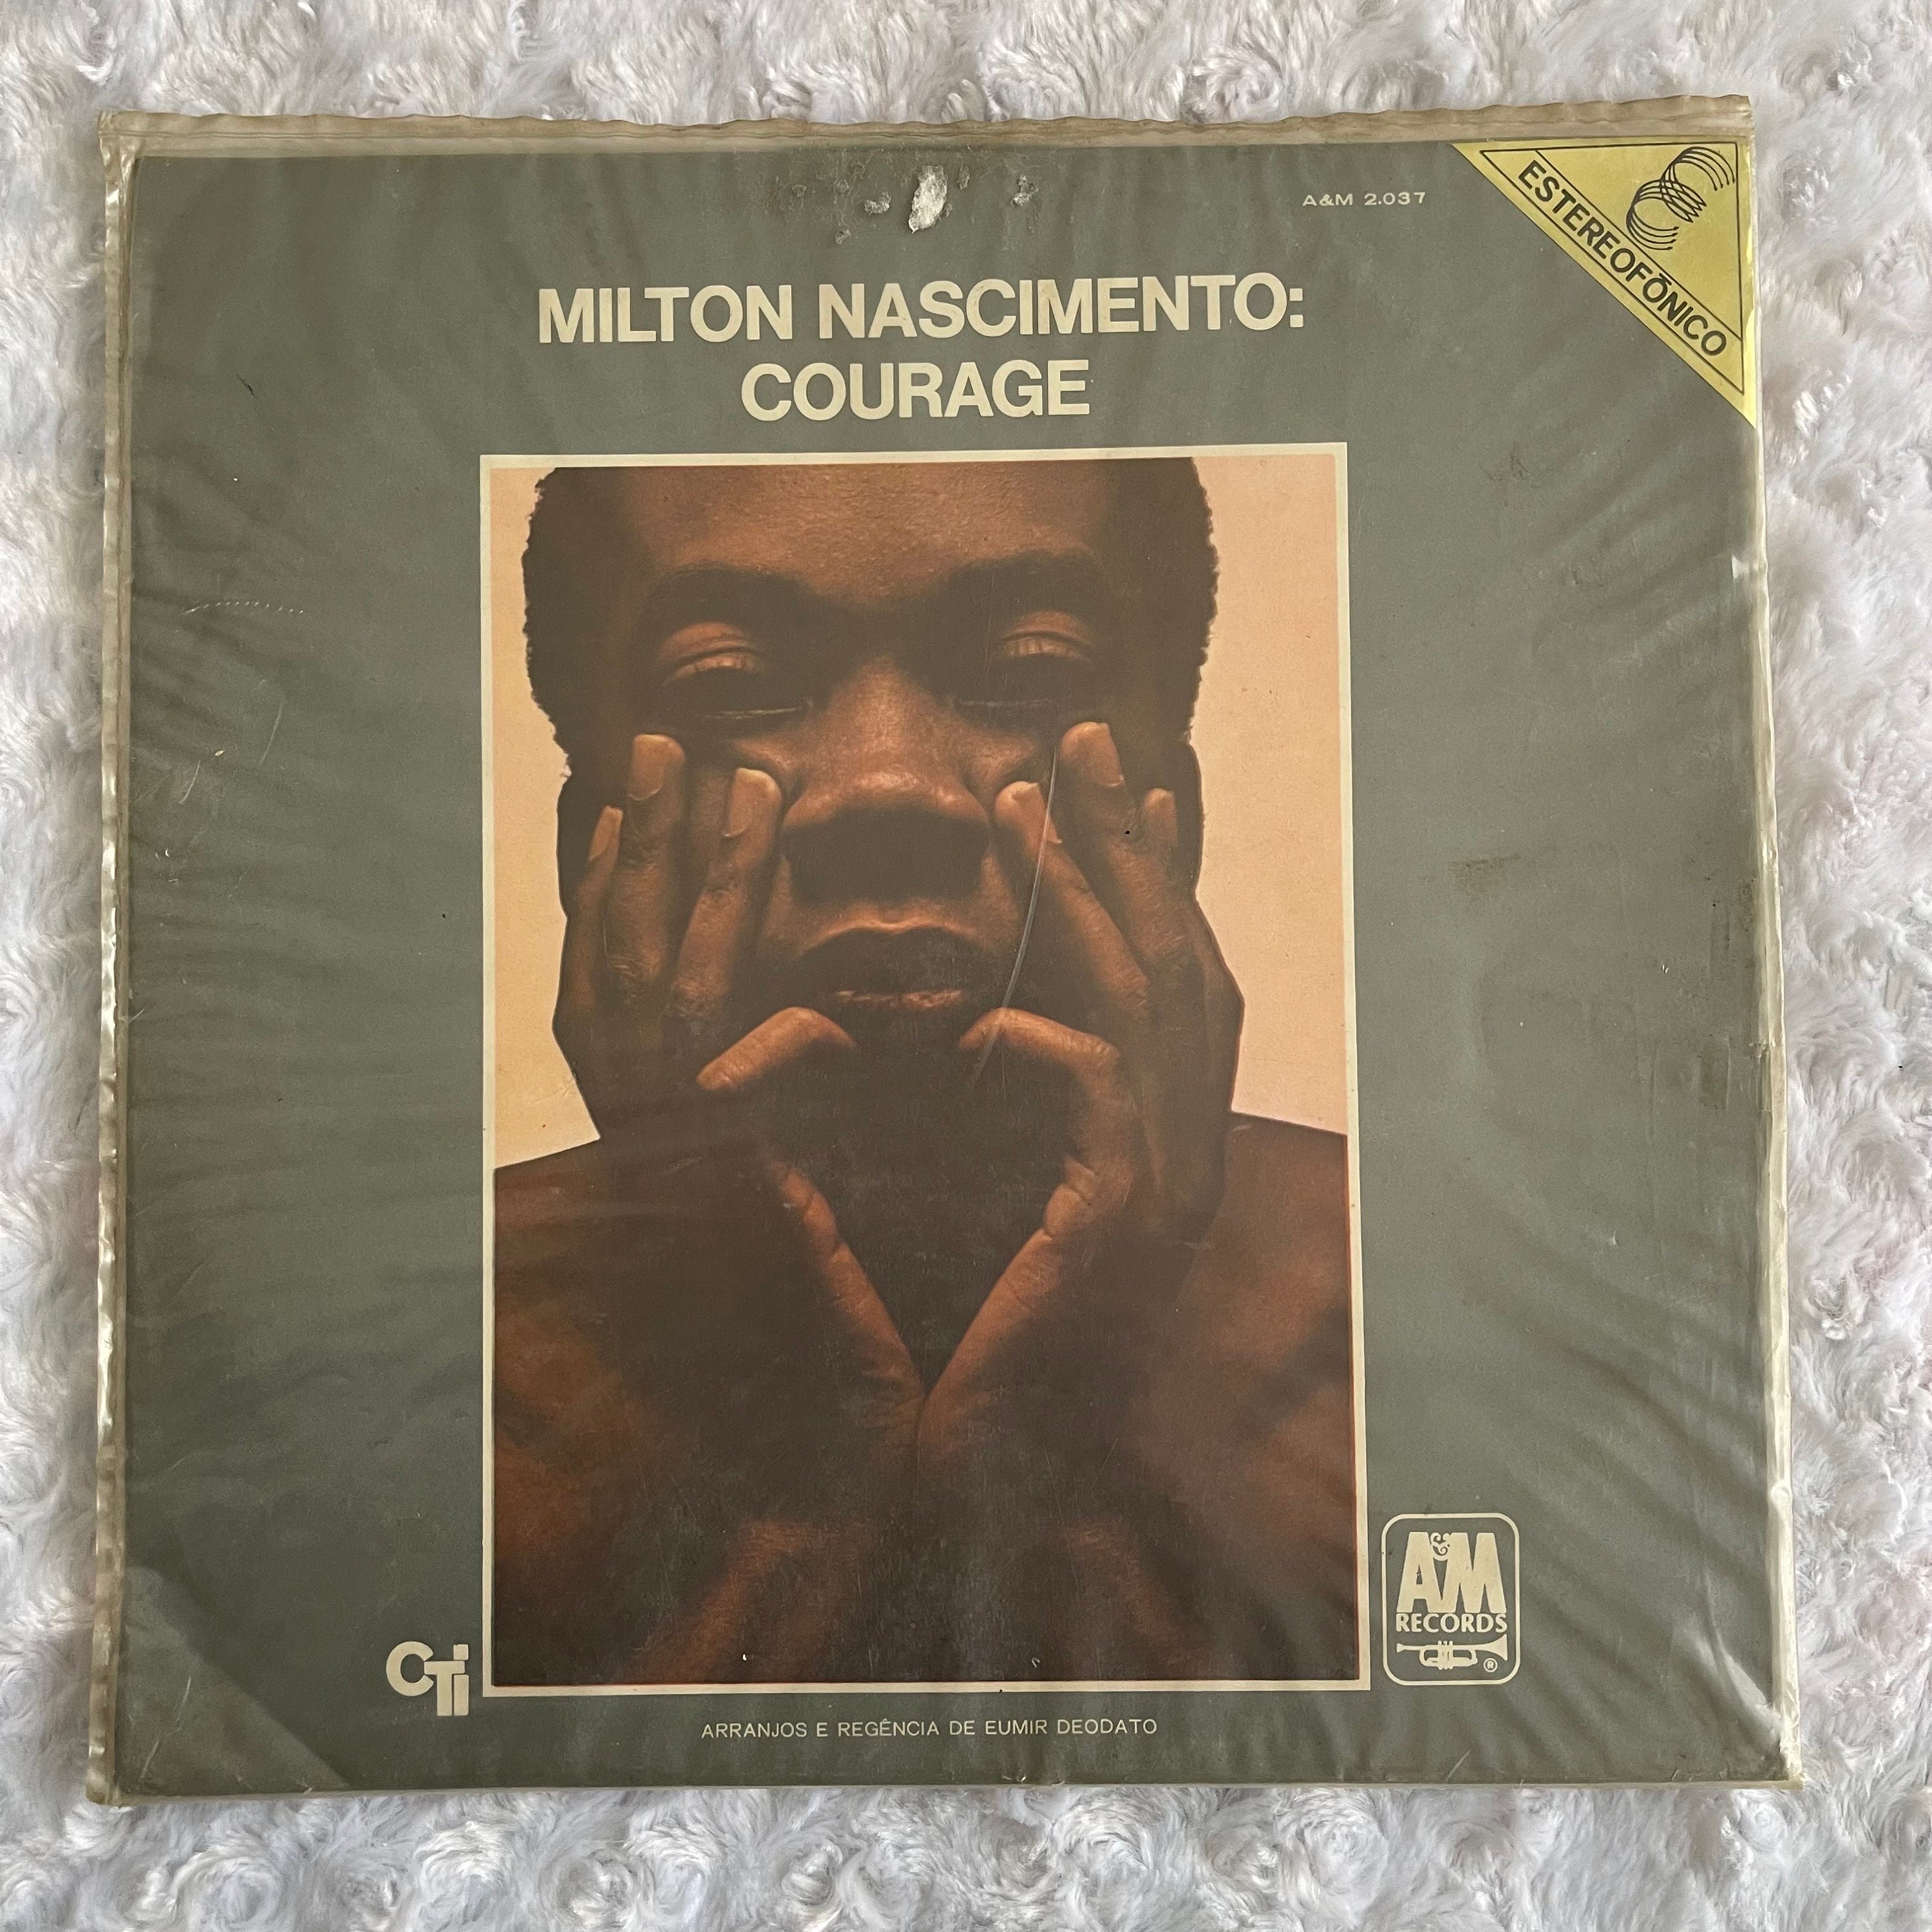 A&M 2.037
ESTEREOFÔNICO
MILTON NASCIMENTO:
COURAGE
CTi
A&M
RECORDS
®
ARRANJOS E REGÊNCIA DE EUMIR DEODATO